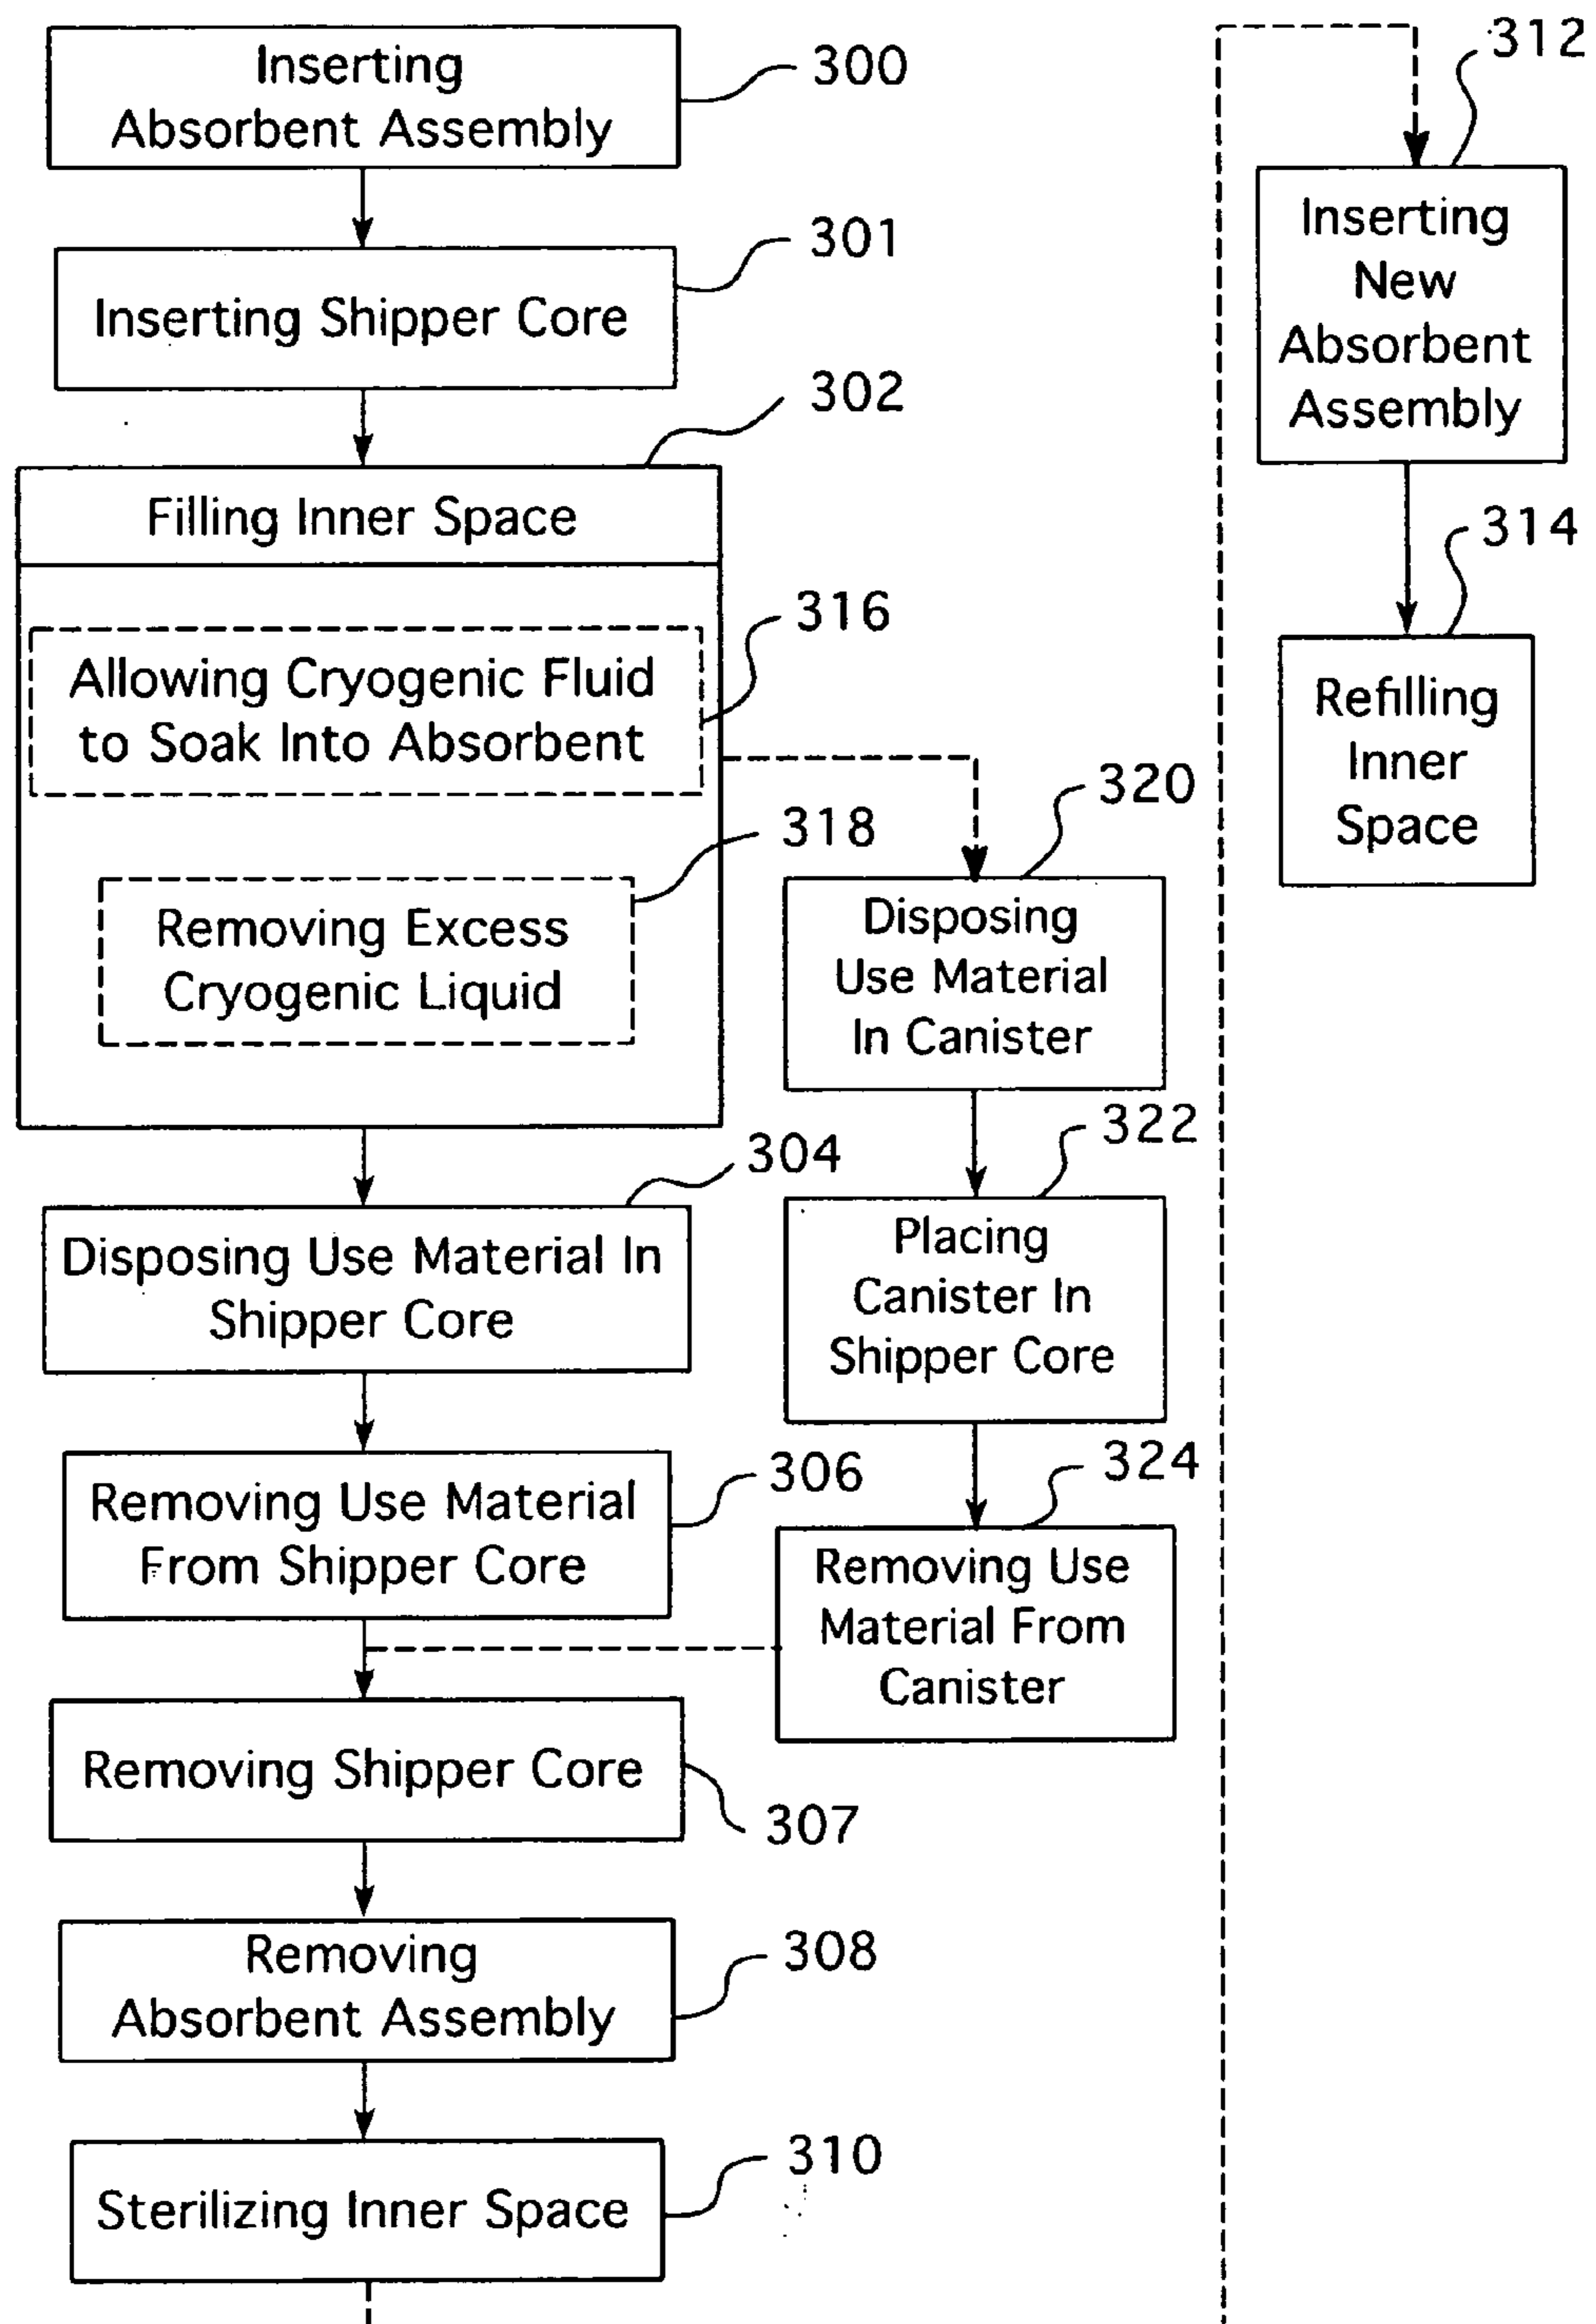 Inserting
Absorbent Assembly
300
Inserting Shipper Core
301
302
Filling Inner Space
Allowing Cryogenic Fluid
to Soak Into Absorbent
316
Removing Excess
Cryogenic Liquid
318
304
Disposing Use Material In
Shipper Core
Removing Use Material
From Shipper Core
306
Removing Shipper Core
307
Removing
Absorbent Assembly
308
Sterilizing Inner Space
310
320
Disposing
Use Material
In Canister
322
Placing
Canister In
Shipper Core
324
Removing Use
Material From
Canister
312
Inserting
New
Absorbent
Assembly
314
Refilling
Inner
Space